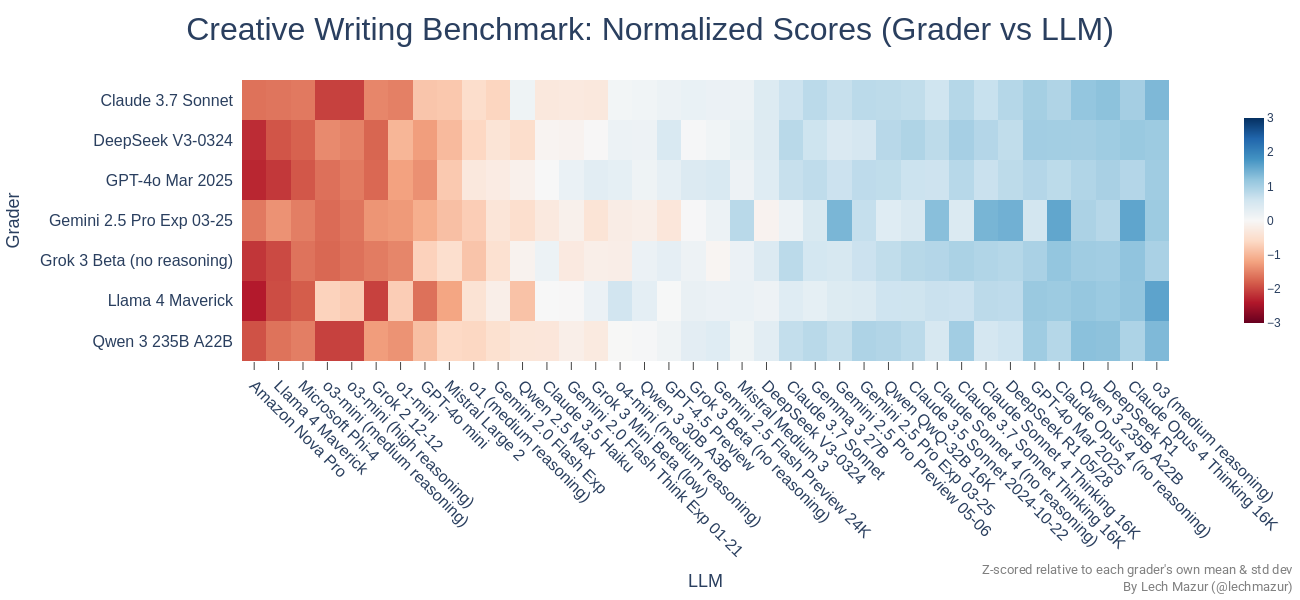 Creative Writing Benchmark: Normalized Scores (Grader vs LLM)
Grader
Claude 3.7 Sonnet
DeepSeek V3-0324
GPT-4o Mar 2025
Gemini 2.5 Pro Exp 03-25
Grok 3 Beta (no reasoning)
Llama 4 Maverick
Qwen 3 235B A22B
3
2
1
0
−1
−2
−3
Amazon Nova Pro
Llama 4 Maverick
Microsoft Phi-4
o3-mini (medium reasoning)
o3-mini (high reasoning)
Grok 2 12-12
o1-mini
GPT-4o mini
Mistral Large 2
o1 (medium reasoning)
Gemini 2.0 Flash Exp
Qwen 2.5 Max
Claude 3.5 Haiku
Gemini 2.0 Flash Think Exp 01-21
Grok 3 Mini Beta (low)
o4-mini (medium reasoning)
Qwen 3 30B A3B
GPT-4.5 Preview
Grok 3 Beta (no reasoning)
Gemini 2.5 Flash Preview 24K
Mistral Medium 3
DeepSeek V3-0324
Claude 3.7 Sonnet
Gemma 3 27B
Gemini 2.5 Pro Preview 05-06
Gemini 2.5 Pro Exp 03-25
Qwen QwQ-32B 16K
Claude 3.5 Sonnet 2024-10-22
Claude Sonnet 4 (no reasoning)
Claude 3.7 Sonnet Thinking 16K
Claude Sonnet 4 Thinking 16K
DeepSeek R1 05/28
GPT-4o Mar 2025
Claude Opus 4 (no reasoning)
Qwen 3 235B A22B
DeepSeek R1
Claude Opus 4 Thinking 16K
o3 (medium reasoning)
LLM
Z-scored relative to each grader's own mean & std dev
By Lech Mazur (@lechmazur)